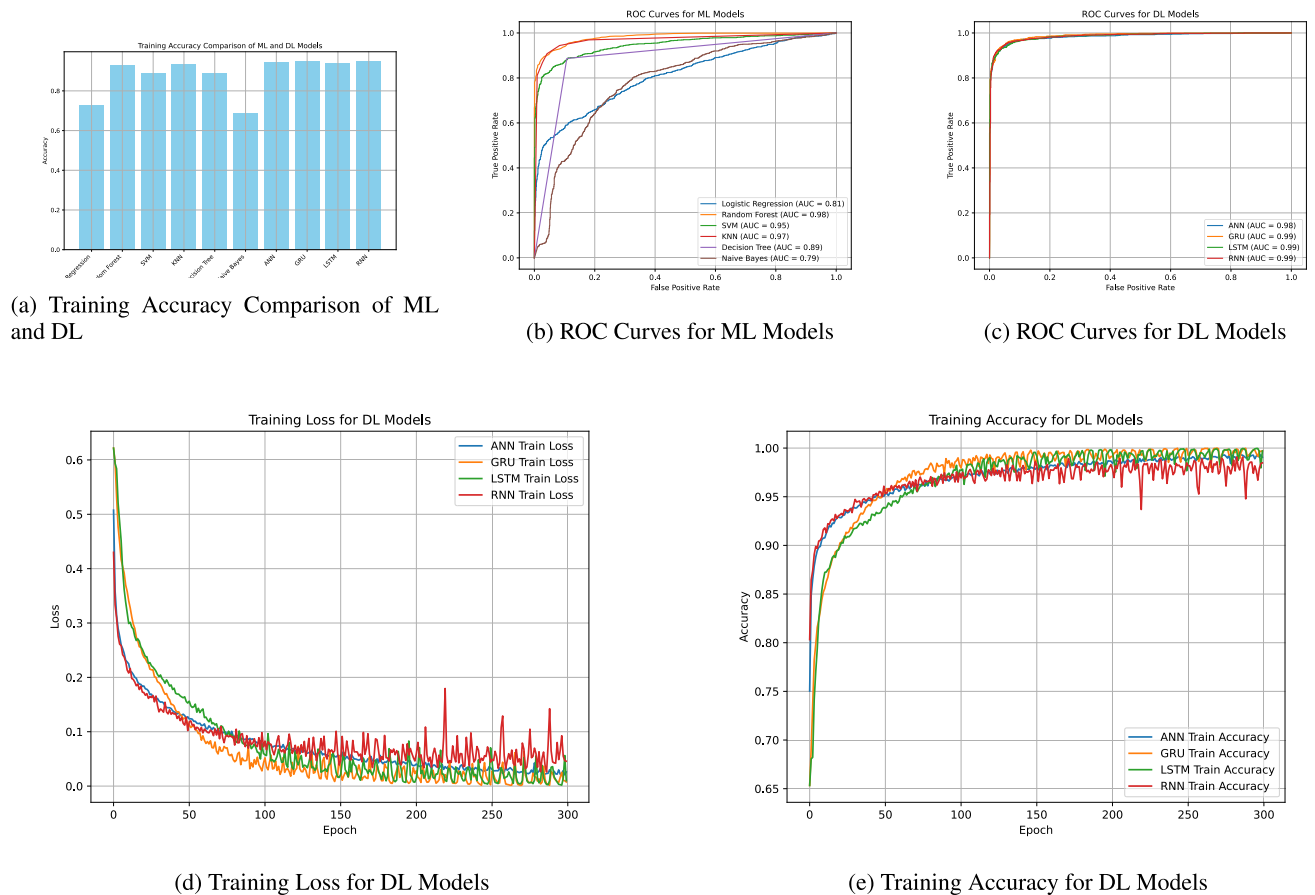 Training Accuracy Comparison of ML and DL Models
Accuracy
0.8
0.6
0.4
0.2
0.0
Regression
dom Forest
SVM
KNN
cision Tree
aive Bayes
ANN
GRU
LSTM
RNN
(a) Training Accuracy Comparison of ML
and DL
ROC Curves for ML Models
True Positive Rate
1.0
0.8
0.6
0.4
0.2
0.0
0.0 0.2 0.4 0.6 0.8 1.0
False Positive Rate
Logistic Regression (AUC = 0.81)
Random Forest (AUC = 0.98)
SVM (AUC = 0.95)
KNN (AUC = 0.97)
Decision Tree (AUC = 0.89)
Naive Bayes (AUC = 0.79)
(b) ROC Curves for ML Models
ROC Curves for DL Models
True Positive Rate
1.0
0.8
0.6
0.4
0.2
0.0
0.0 0.2 0.4 0.6 0.8 1.0
False Positive Rate
ANN (AUC = 0.98)
GRU (AUC = 0.99)
LSTM (AUC = 0.99)
RNN (AUC = 0.99)
(c) ROC Curves for DL Models
Training Loss for DL Models
Loss
0.6
0.5
0.4
0.3
0.2
0.1
0.0
0 50 100 150 200 250 300
Epoch
ANN Train Loss
GRU Train Loss
LSTM Train Loss
RNN Train Loss
(d) Training Loss for DL Models
Training Accuracy for DL Models
Accuracy
1.00
0.95
0.90
0.85
0.80
0.75
0.70
0.65
0 50 100 150 200 250 300
Epoch
ANN Train Accuracy
GRU Train Accuracy
LSTM Train Accuracy
RNN Train Accuracy
(e) Training Accuracy for DL Models